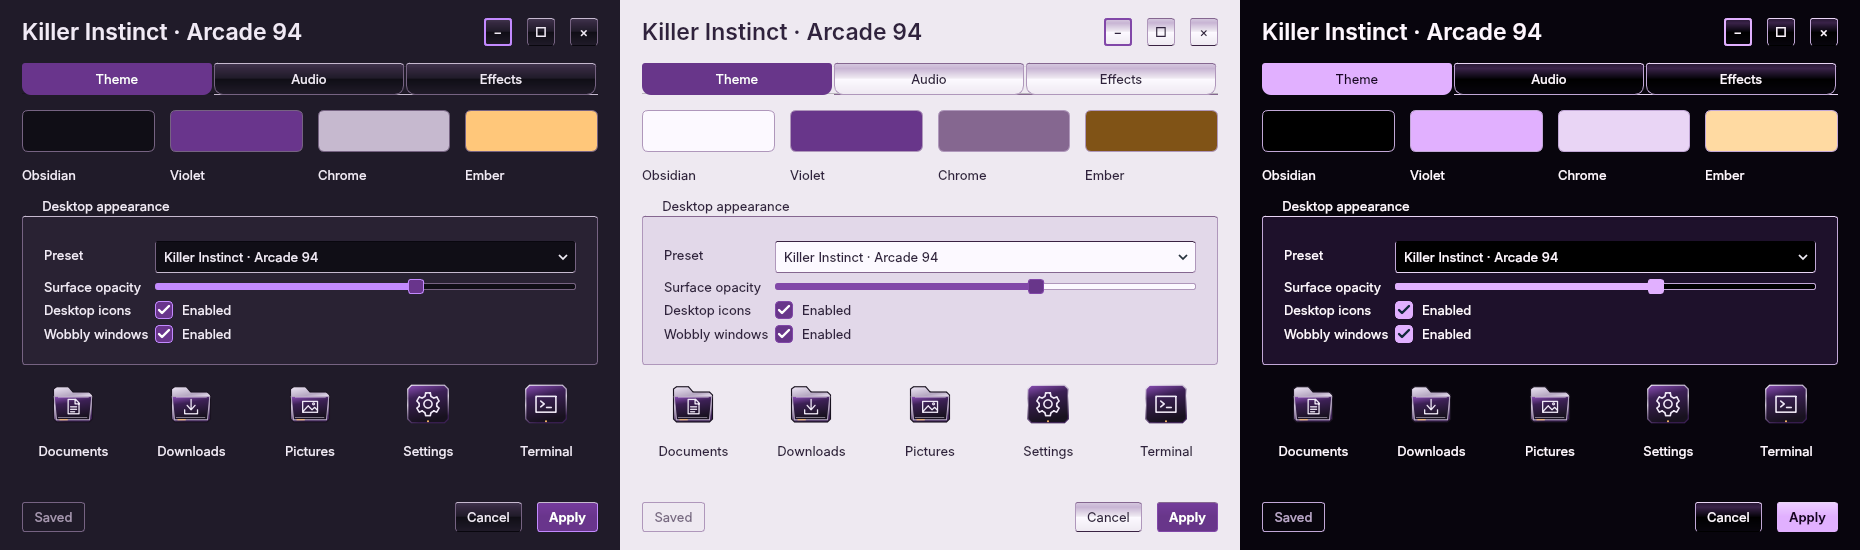 Killer Instinct · Arcade 94
Theme Audio Effects
Obsidian Violet Chrome Ember
Desktop appearance
Preset Killer Instinct · Arcade 94
Surface opacity
Desktop icons Enabled
Wobbly windows Enabled
Documents Downloads Pictures Settings Terminal
Saved Cancel Apply
Killer Instinct · Arcade 94
Theme Audio Effects
Obsidian Violet Chrome Ember
Desktop appearance
Preset Killer Instinct · Arcade 94
Surface opacity
Desktop icons Enabled
Wobbly windows Enabled
Documents Downloads Pictures Settings Terminal
Saved Cancel Apply
Killer Instinct · Arcade 94
Theme Audio Effects
Obsidian Violet Chrome Ember
Desktop appearance
Preset Killer Instinct · Arcade 94
Surface opacity
Desktop icons Enabled
Wobbly windows Enabled
Documents Downloads Pictures Settings Terminal
Saved Cancel Apply